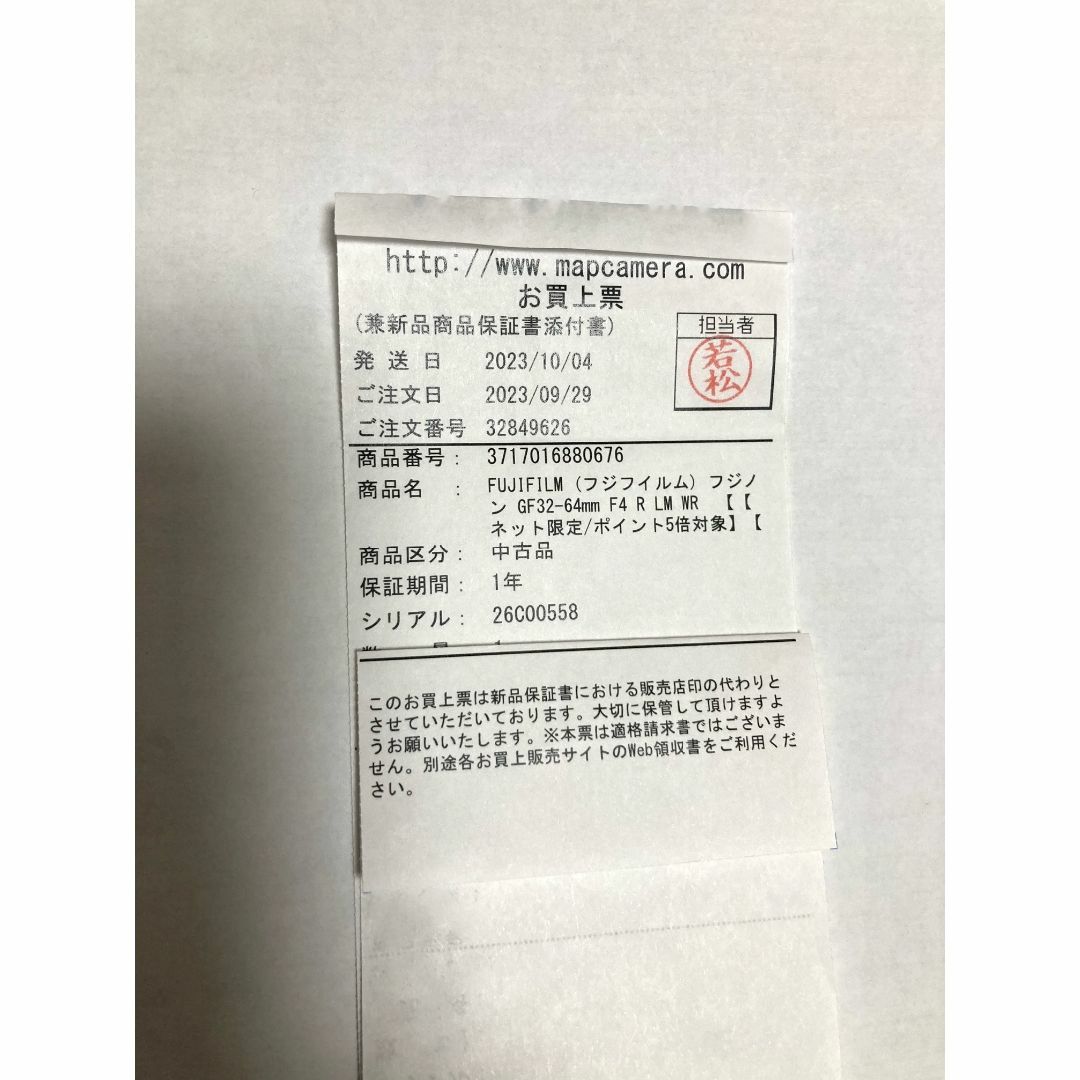 http://www.mapcamera.com
お買上票
(兼新品商品保証書添付書)
担当者
若松
発 送 日 2023/10/04
ご注文日 2023/09/29
ご注文番号 32849626
商品番号: 3717016880676
商品名 : FUJIFILM (フジフイルム) フジノ
ン GF32-64mm F4 R LM WR 【【
ネット限定/ポイント5倍対象】【
商品区分: 中古品
保証期間: 1年
シリアル: 26C00558
このお買上票は新品保証書における販売店印の代わりと
させていただいております。大切に保管して頂けますよ
うお願いいたします。※本票は適格請求書ではございま
せん。別途各お買上販売サイトのWeb領収書をご利用くだ
さい。